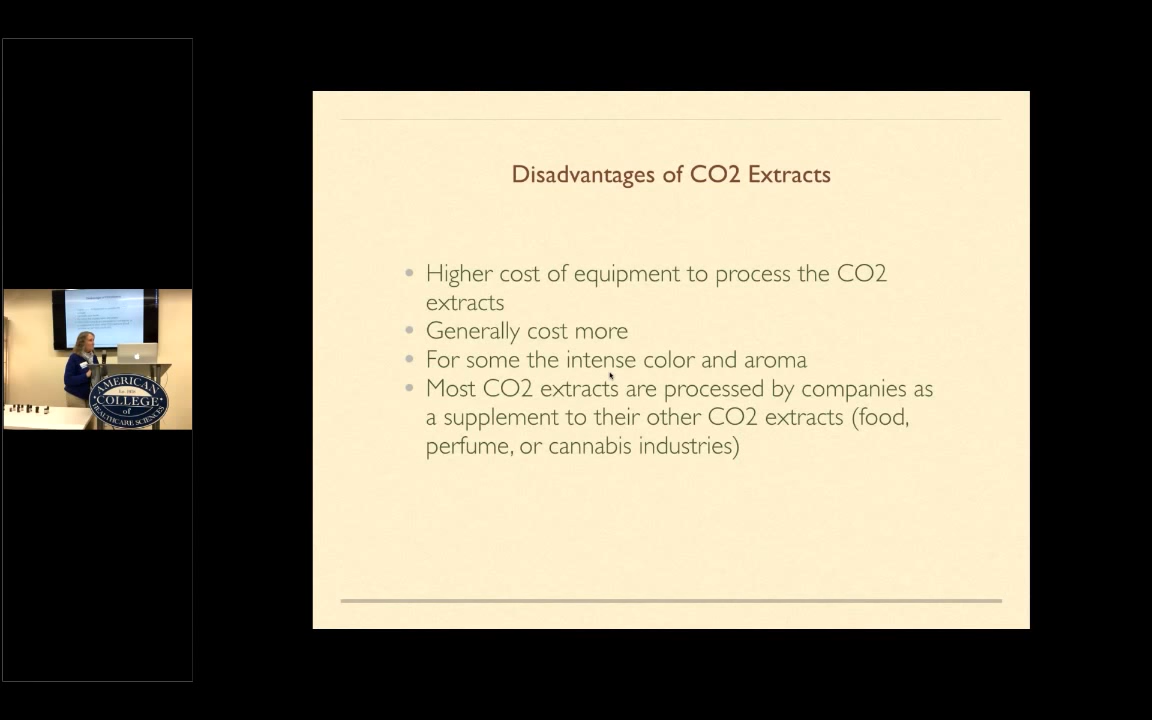 Disadvantages of CO2 Extracts
Higher cost of equipment to process the CO2
extracts
Generally cost more
For some the intense color and aroma
Most CO2 extracts are processed by companies as
a supplement to their other CO2 extracts (food,
perfume, or cannabis industries)
AMERICAN
COLLEGE
of
HEALTHCARE SCIENCES